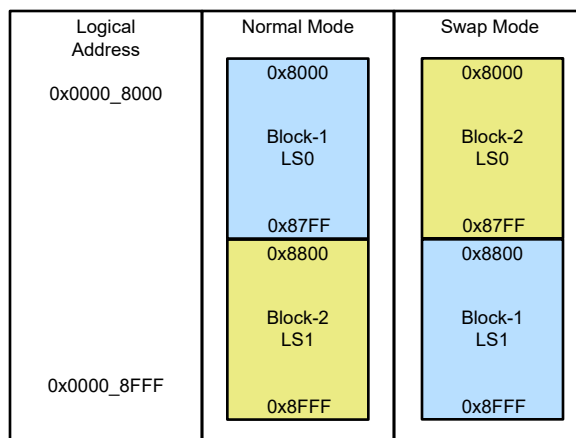 Logical
Address
0x0000_8000
0x0000_8FFF
Normal Mode
0x8000
Block-1
LS0
0x87FF
0x8800
Block-2
LS1
0x8FFF
Swap Mode
0x8000
Block-2
LS0
0x87FF
0x8800
Block-1
LS1
0x8FFF